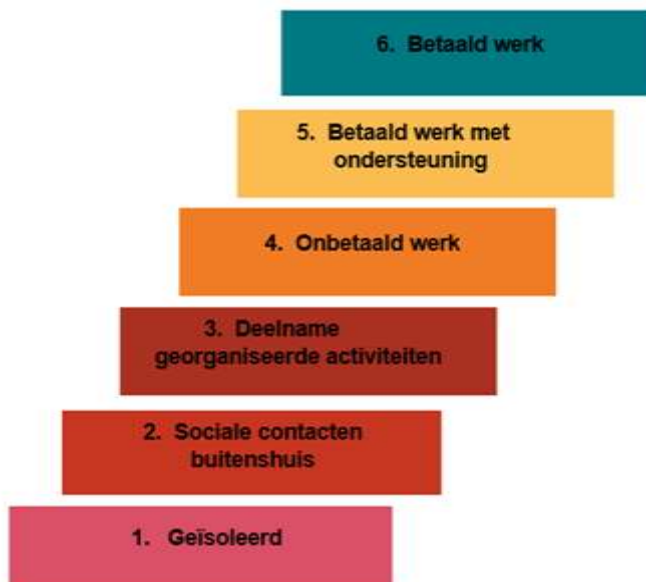 6. Betaald werk
5. Betaald werk met
ondersteuning
4. Onbetaald werk
3. Deelname
georganiseerde activiteiten
2. Sociale contacten
buitenshuis
1. Geïsoleerd